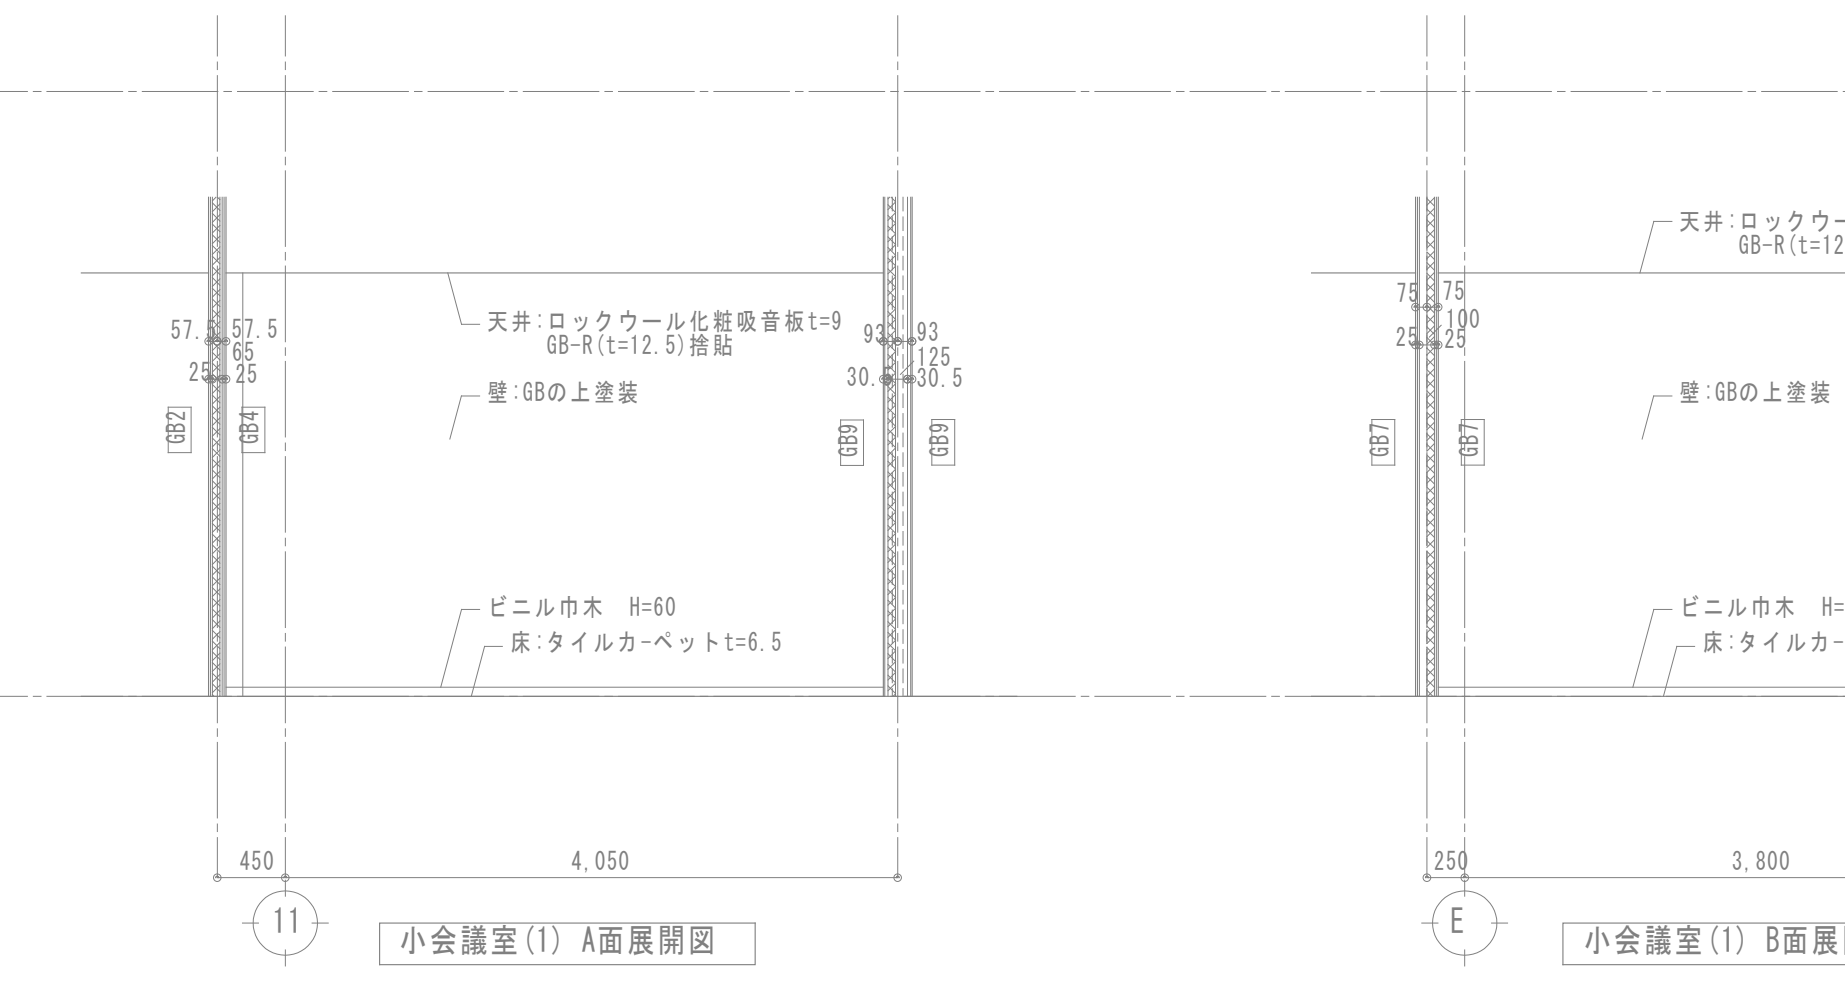 天井:ロックウール化粧吸音板t=9
GB-R(t=12.5)捨貼
壁:GBの上塗装
ビニル巾木 H=60
床:タイルカーペットt=6.5
57.5
57.5
65
25
25
GB2
GB4
93
93
125
30.5
30.5
GB9
GB9
450
4,050
11
小会議室(1) A面展開図
天井:ロックウー
GB-R(t=12
75
75
100
25
25
壁:GBの上塗装
GB7
GB7
ビニル巾木 H=
床:タイルカー
250
3,800
E
小会議室(1) B面展